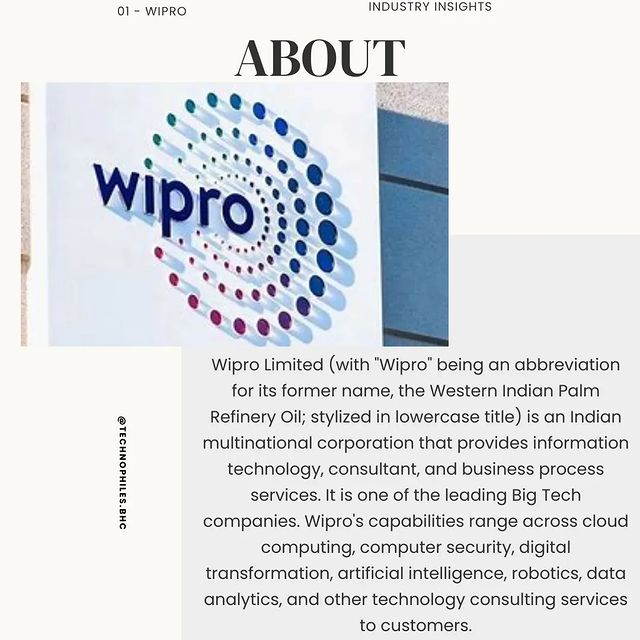 01 - WIPRO
INDUSTRY INSIGHTS
ABOUT
wipro
Wipro Limited (with "Wipro" being an abbreviation
for its former name, the Western Indian Palm
Refinery Oil; stylized in lowercase title) is an Indian
multinational corporation that provides information
technology, consultant, and business process
services. It is one of the leading Big Tech
companies. Wipro's capabilities range across cloud
computing, computer security, digital
transformation, artificial intelligence, robotics, data
analytics, and other technology consulting services
to customers.
@TECHNOPHILES.BHC